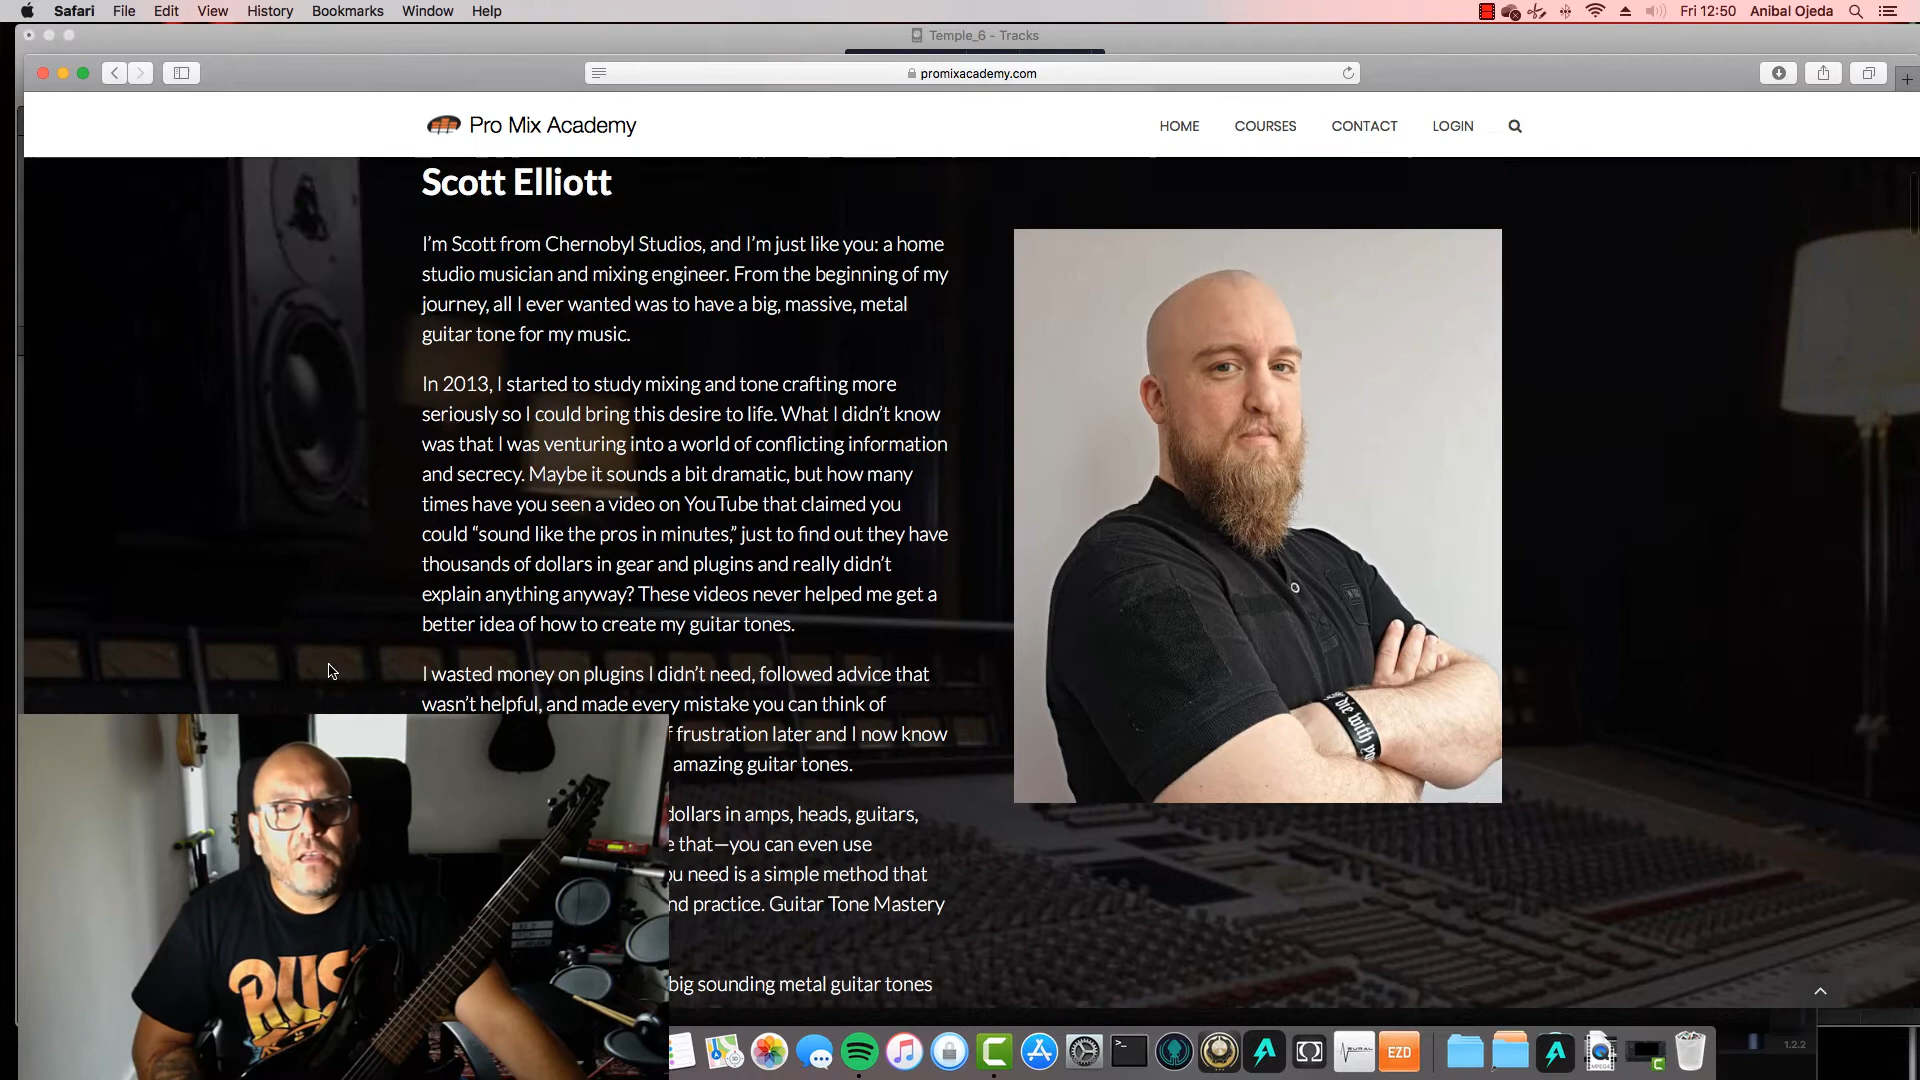 Safari File Edit View History Bookmarks Window Help Fri 12:50 Anibal Ojeda
Temple_6 - Tracks
promixacademy.com
Pro Mix Academy HOME COURSES CONTACT LOGIN
Scott Elliott
I'm Scott from Chernobyl Studios, and I'm just like you: a home
studio musician and mixing engineer. From the beginning of my
journey, all I ever wanted was to have a big, massive, metal
guitar tone for my music.
In 2013, I started to study mixing and tone crafting more
seriously so I could bring this desire to life. What I didn't know
was that I was venturing into a world of conflicting information
and secrecy. Maybe it sounds a bit dramatic, but how many
times have you seen a video on YouTube that claimed you
could “sound like the pros in minutes,” just to find out they have
thousands of dollars in gear and plugins and really didn't
explain anything anyway? These videos never helped me get a
better idea of how to create my guitar tones.
I wasted money on plugins I didn't need, followed advice that
wasn't helpful, and made every mistake you can think of
f frustration later and I now know
amazing guitar tones.
dollars in amps, heads, guitars,
e that—you can even use
ou need is a simple method that
nd practice. Guitar Tone Mastery
big sounding metal guitar tones
die with yo
RUS
EZD
1.2.2